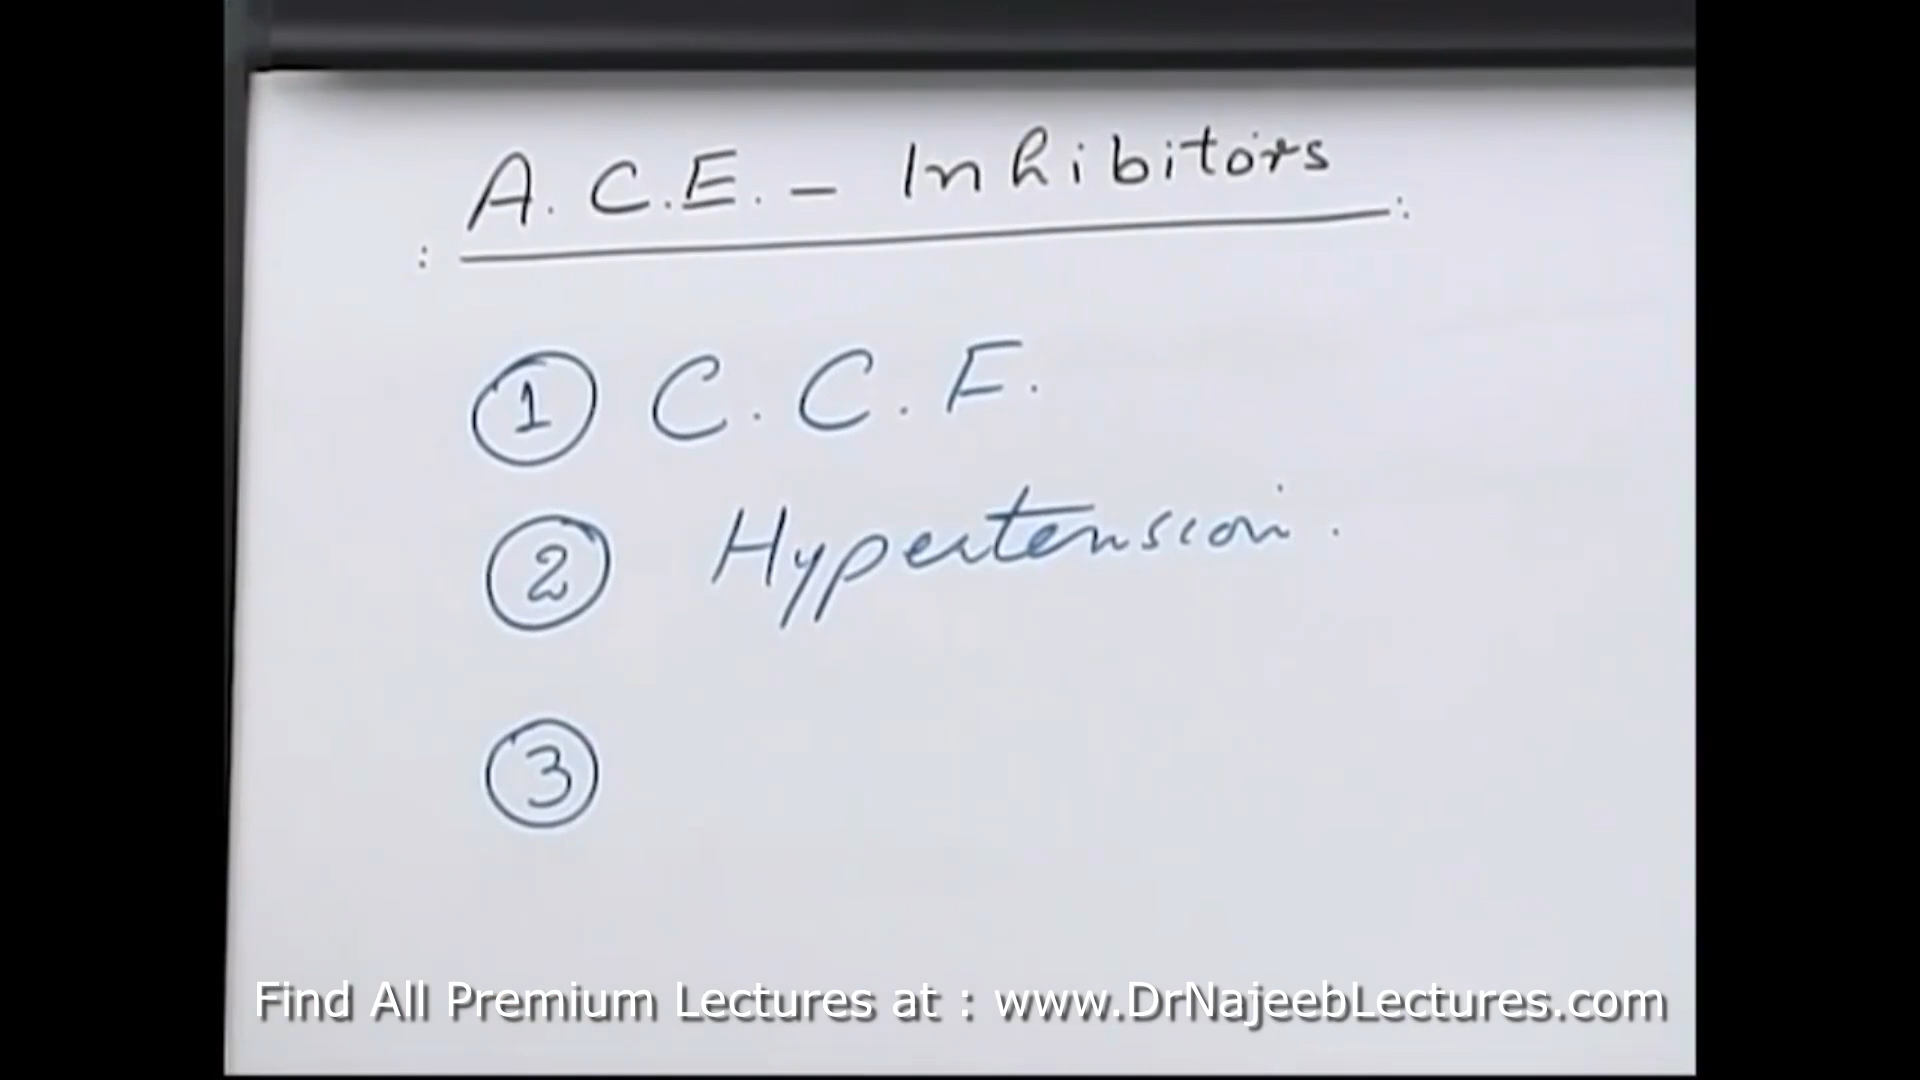 A.C.E. - Inhibitors
1 C.C.F.
2 Hypertension.
3
Find All Premium Lectures at : www.DrNajeebLectures.com